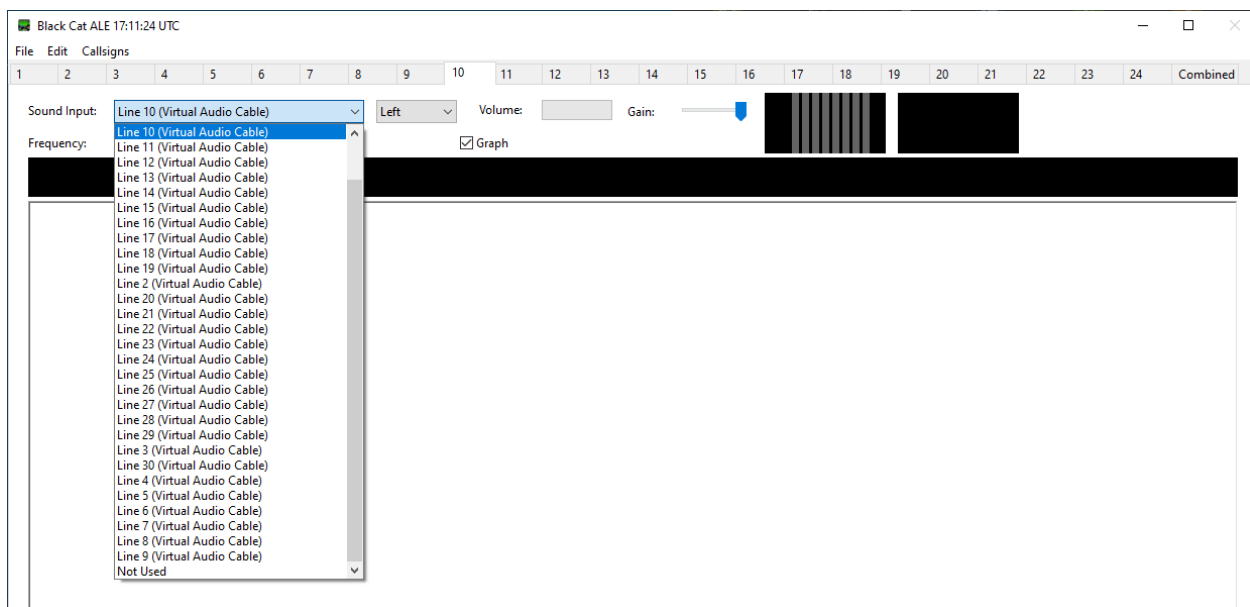 Black Cat ALE 17:11:24 UTC
File Edit Callsigns
1 2 3 4 5 6 7 8 9 10 11 12 13 14 15 16 17 18 19 20 21 22 23 24 Combined
Sound Input: Line 10 (Virtual Audio Cable) Left Volume: Gain:
Frequency: Graph
Line 10 (Virtual Audio Cable)
Line 11 (Virtual Audio Cable)
Line 12 (Virtual Audio Cable)
Line 13 (Virtual Audio Cable)
Line 14 (Virtual Audio Cable)
Line 15 (Virtual Audio Cable)
Line 16 (Virtual Audio Cable)
Line 17 (Virtual Audio Cable)
Line 18 (Virtual Audio Cable)
Line 19 (Virtual Audio Cable)
Line 2 (Virtual Audio Cable)
Line 20 (Virtual Audio Cable)
Line 21 (Virtual Audio Cable)
Line 22 (Virtual Audio Cable)
Line 23 (Virtual Audio Cable)
Line 24 (Virtual Audio Cable)
Line 25 (Virtual Audio Cable)
Line 26 (Virtual Audio Cable)
Line 27 (Virtual Audio Cable)
Line 28 (Virtual Audio Cable)
Line 29 (Virtual Audio Cable)
Line 3 (Virtual Audio Cable)
Line 30 (Virtual Audio Cable)
Line 4 (Virtual Audio Cable)
Line 5 (Virtual Audio Cable)
Line 6 (Virtual Audio Cable)
Line 7 (Virtual Audio Cable)
Line 8 (Virtual Audio Cable)
Line 9 (Virtual Audio Cable)
Not Used